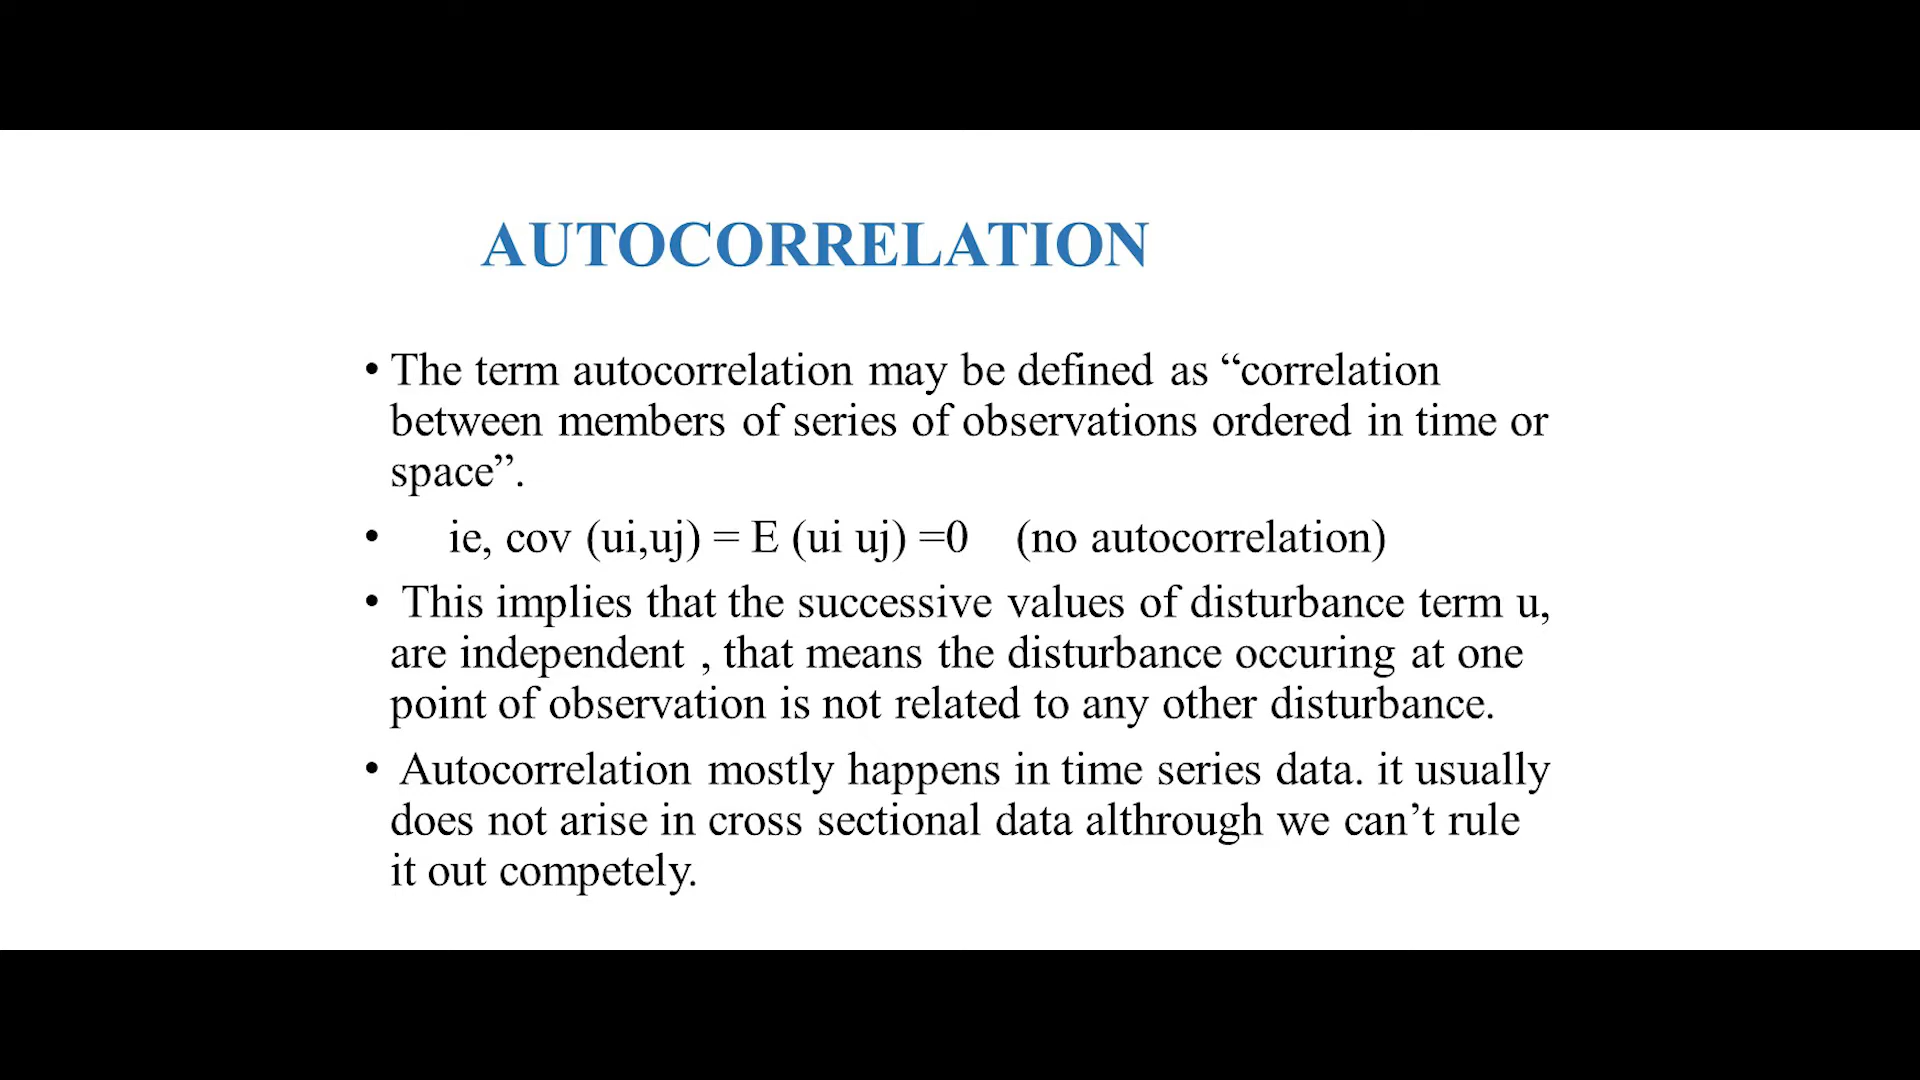 AUTOCORRELATION
• The term autocorrelation may be defined as “correlation
between members of series of observations ordered in time or
space”.
• ie, cov (ui,uj) = E (ui uj) =0 (no autocorrelation)
• This implies that the successive values of disturbance term u,
are independent , that means the disturbance occuring at one
point of observation is not related to any other disturbance.
• Autocorrelation mostly happens in time series data. it usually
does not arise in cross sectional data althrough we can’t rule
it out competely.